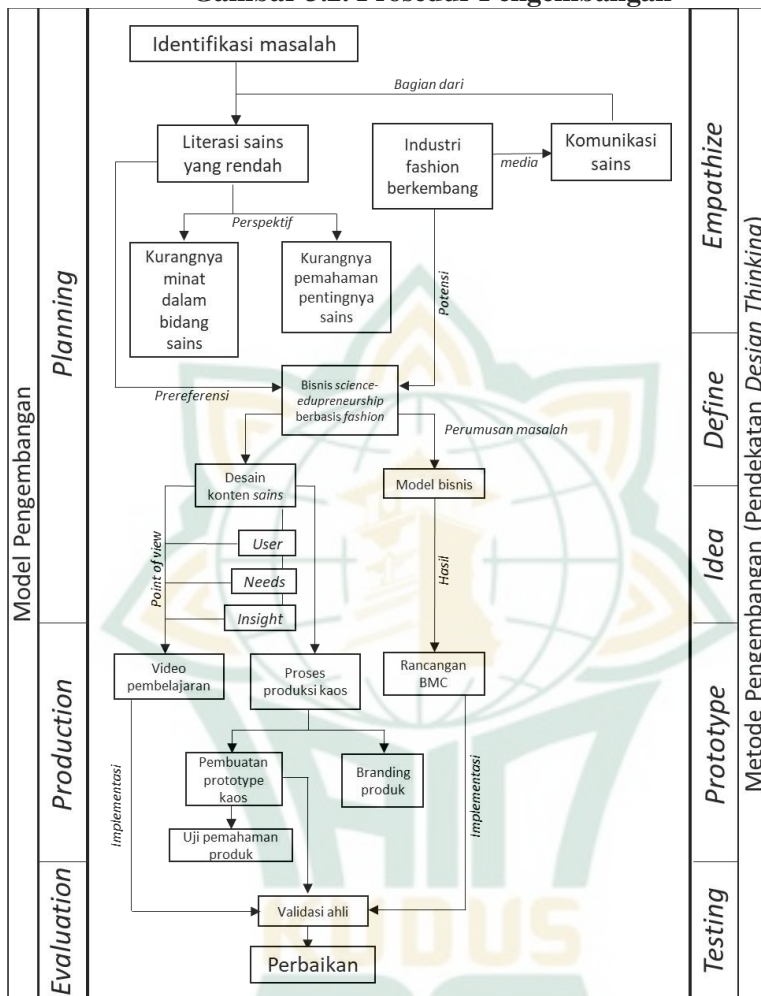 Gambar 3.2. Prosedur Pengembangan
Identifikasi masalah
Bagian dari
Literasi sains
yang rendah
Industri
fashion
berkembang
media
Komunikasi
sains
Perspektif
Kurangnya
minat
dalam
bidang
sains
Kurangnya
pemahaman
pentingnya
sains
Potensi
Prereferensi
Bisnis science-
edupreneurship
berbasis fashion
Perumusan masalah
Desain
konten sains
Model bisnis
User
Needs
Insight
Point of view
Hasil
Video
pembelajaran
Proses
produksi kaos
Rancangan
BMC
Pembuatan
prototype
kaos
Branding
produk
Uji pemahaman
produk
Implementasi
Implementasi
Validasi ahli
Perbaikan
Model Pengembangan
Planning
Production
Evaluation
Empathize
Define
Idea
Prototype
Testing
Metode Pengembangan (Pendekatan Design Thinking)
KUDUS